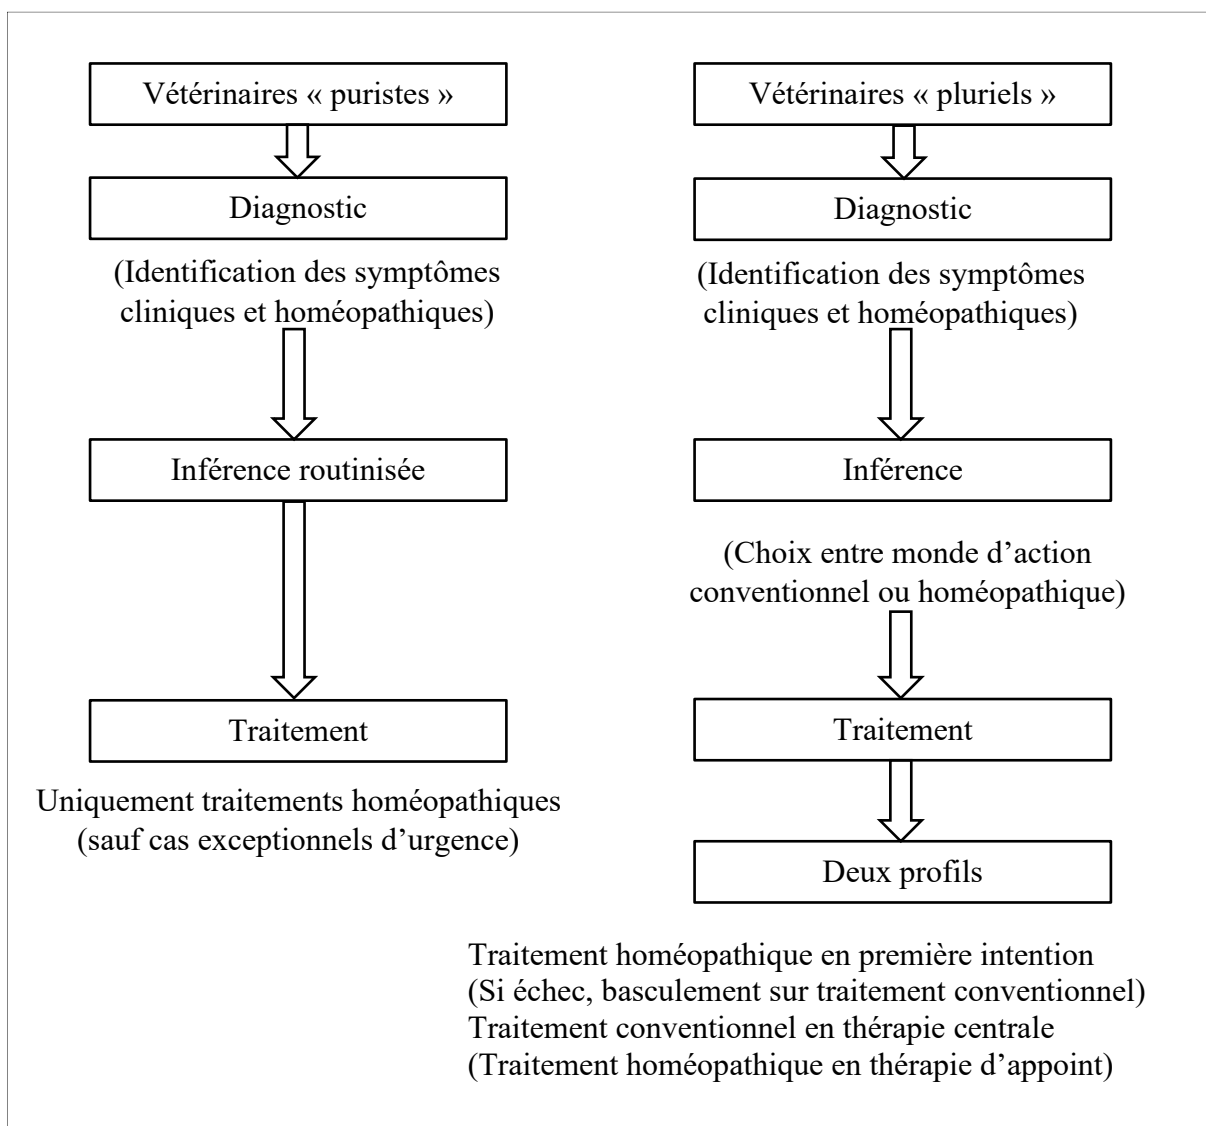 Vétérinaires « puristes »
Diagnostic
(Identification des symptômes
cliniques et homéopathiques)
Inférence routinisée
Traitement
Uniquement traitements homéopathiques
(sauf cas exceptionnels d’urgence)
Vétérinaires « pluriels »
Diagnostic
(Identification des symptômes
cliniques et homéopathiques)
Inférence
(Choix entre monde d’action
conventionnel ou homéopathique)
Traitement
Deux profils
Traitement homéopathique en première intention
(Si échec, basculement sur traitement conventionnel)
Traitement conventionnel en thérapie centrale
(Traitement homéopathique en thérapie d’appoint)